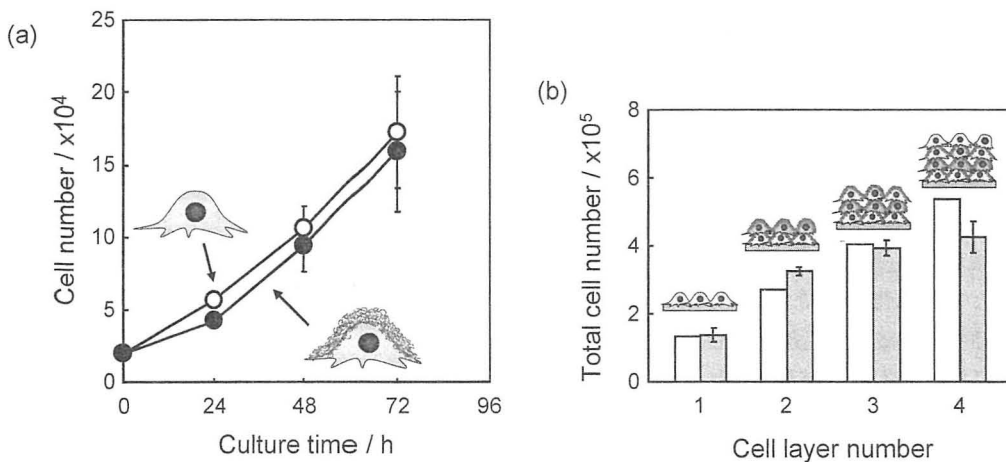 (a)
Cell number / x10⁴
25
20
15
10
5
0
0 24 48 72 96
Culture time / h
(b)
Total cell number / x10⁵
8
6
4
2
0
1 2 3 4
Cell layer number